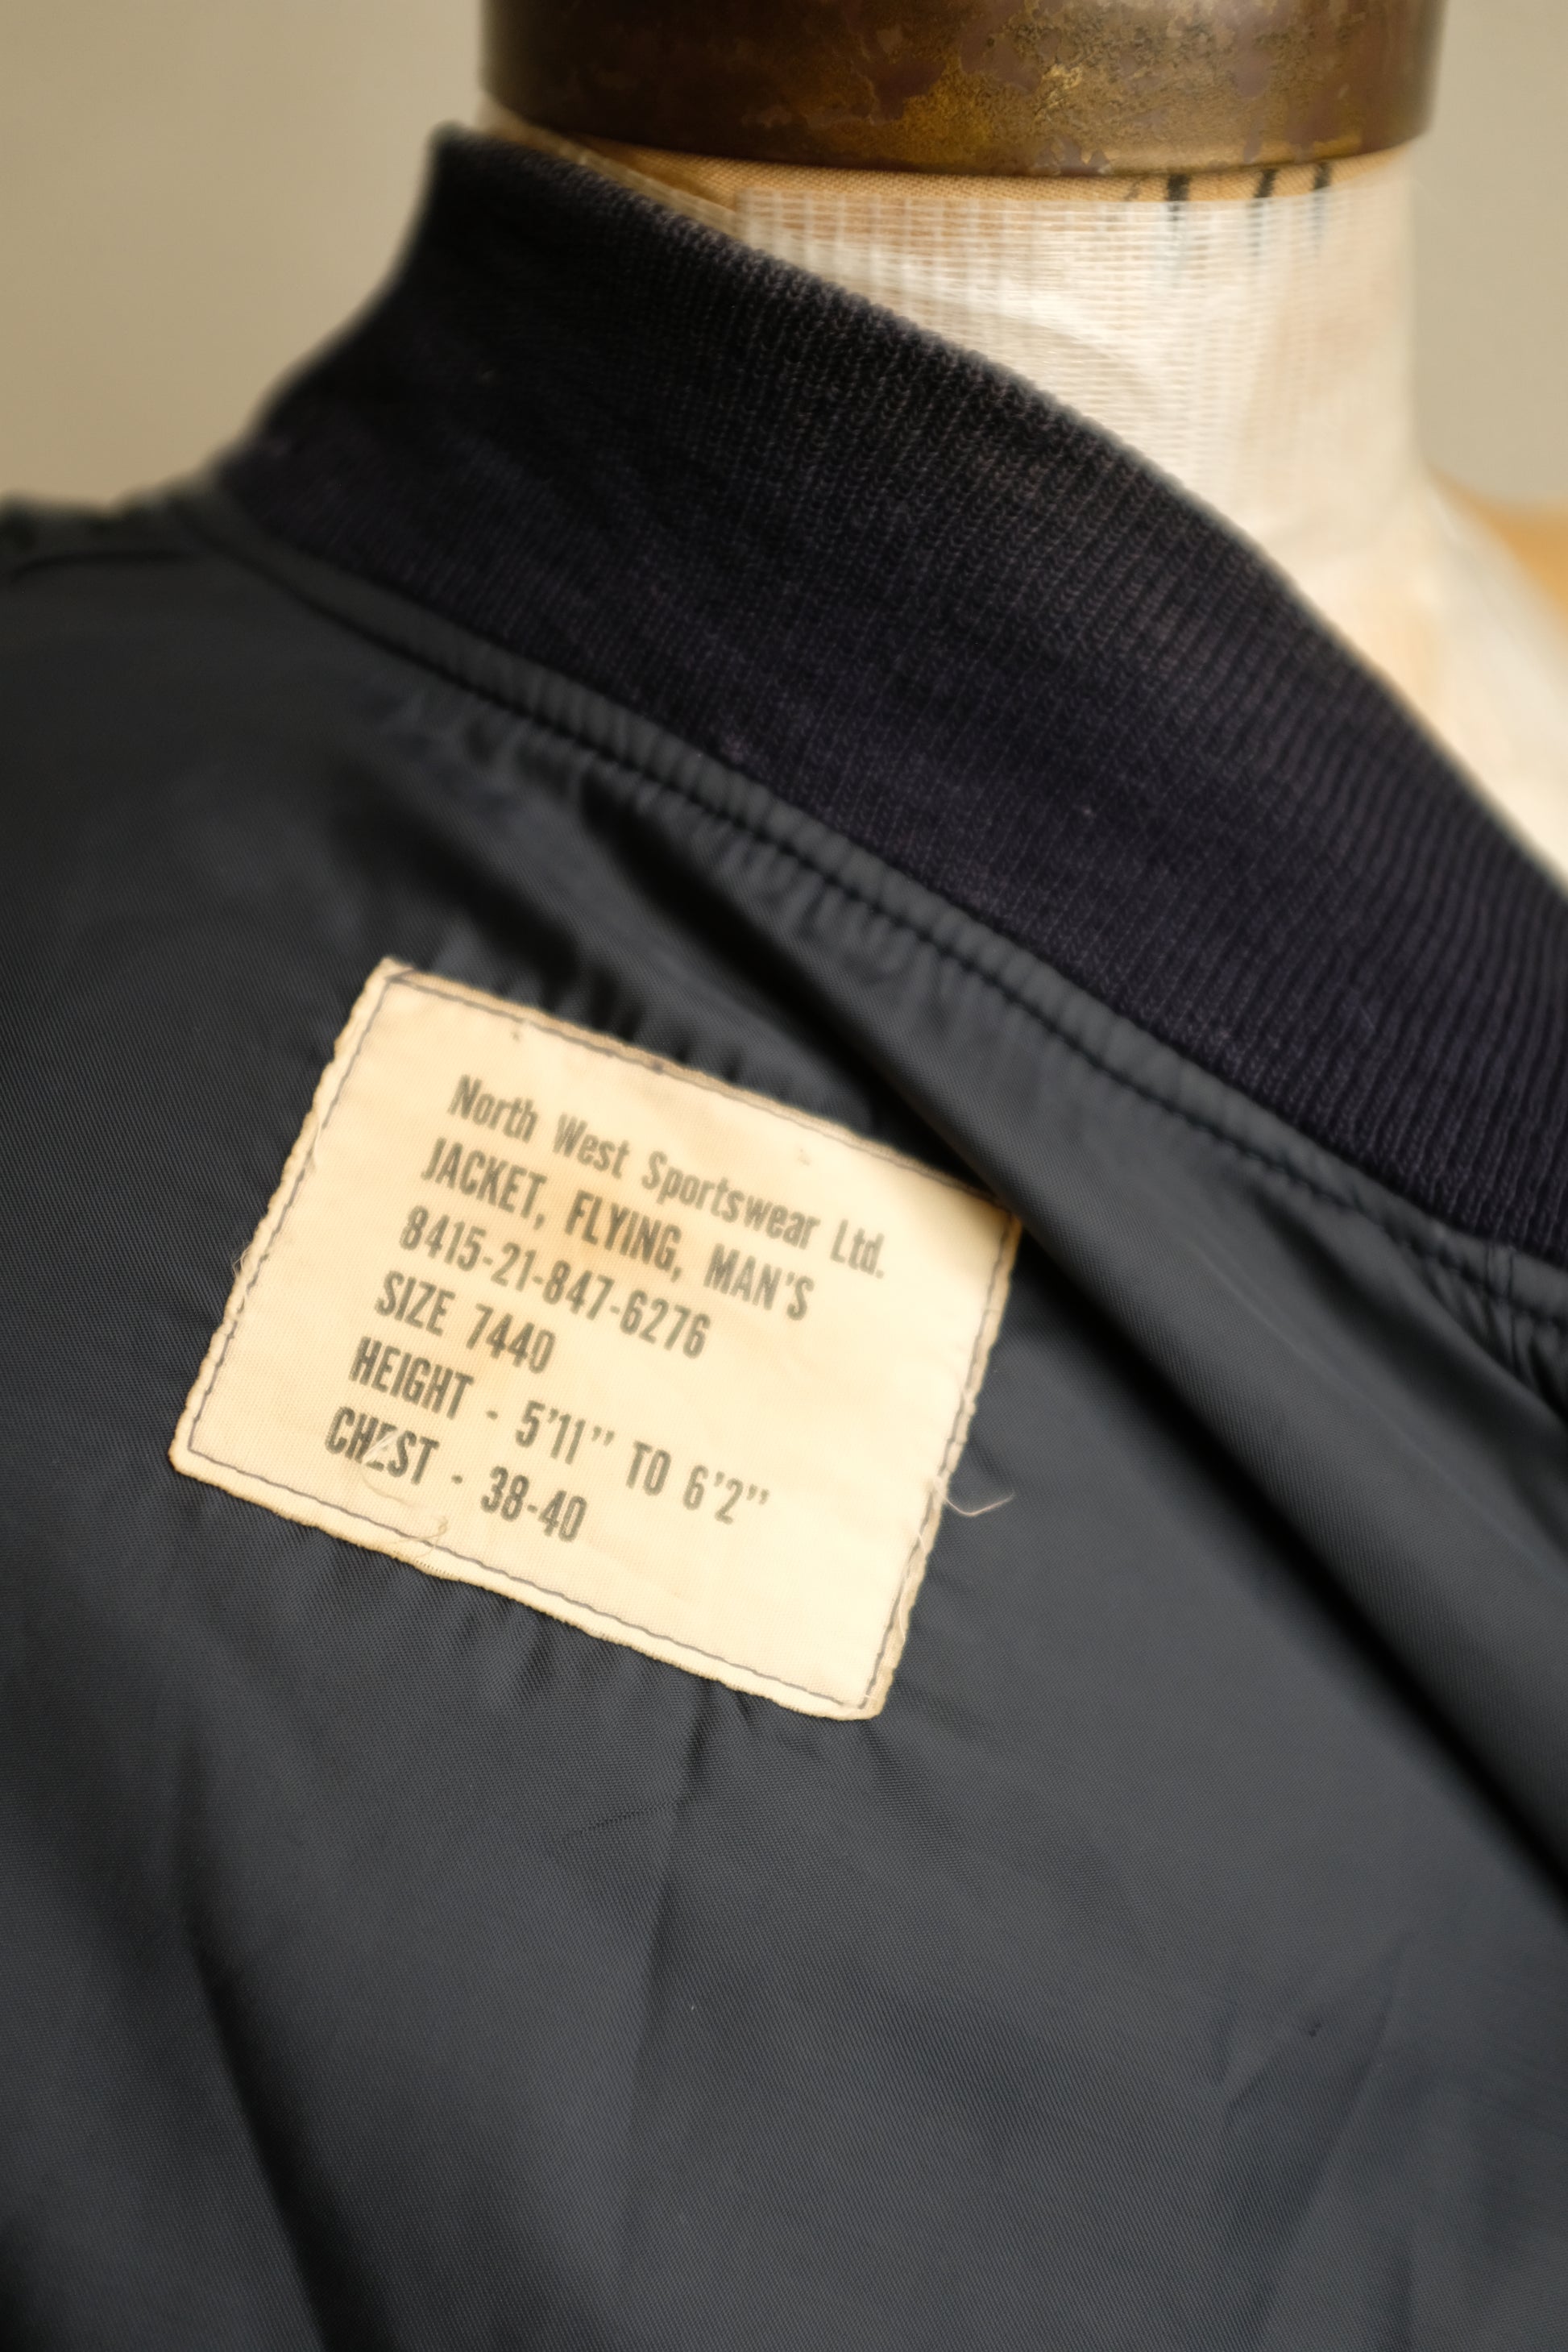 North West Sportswear Ltd.
JACKET, FLYING, MAN'S
8415-21-847-6276
SIZE 7440
HEIGHT - 5'11" TO 6'2"
CHEST - 38-40